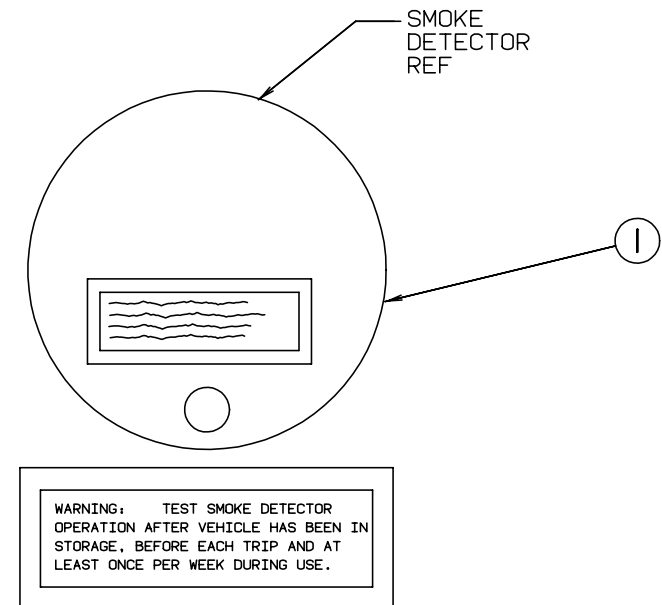 SMOKE
DETECTOR
REF
1
WARNING: TEST SMOKE DETECTOR
OPERATION AFTER VEHICLE HAS BEEN IN
STORAGE, BEFORE EACH TRIP AND AT
LEAST ONCE PER WEEK DURING USE.